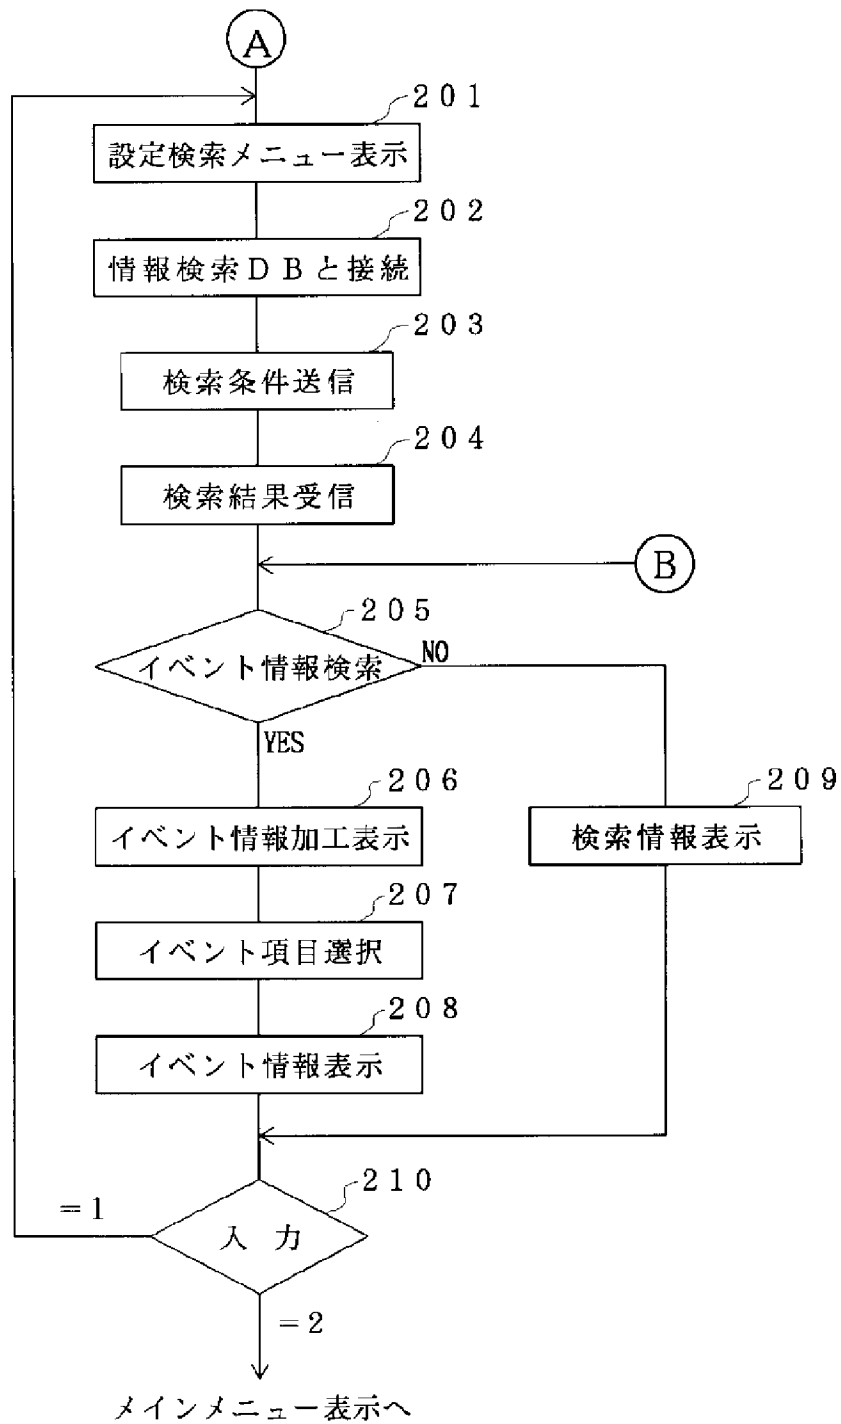 A
201
設定検索メニュー表示
202
情報検索DBと接続
203
検索条件送信
204
検索結果受信
B
205
イベント情報検索
NO
YES
206
イベント情報加工表示
209
検索情報表示
207
イベント項目選択
208
イベント情報表示
210
入力
=1
=2
メインメニュー表示へ